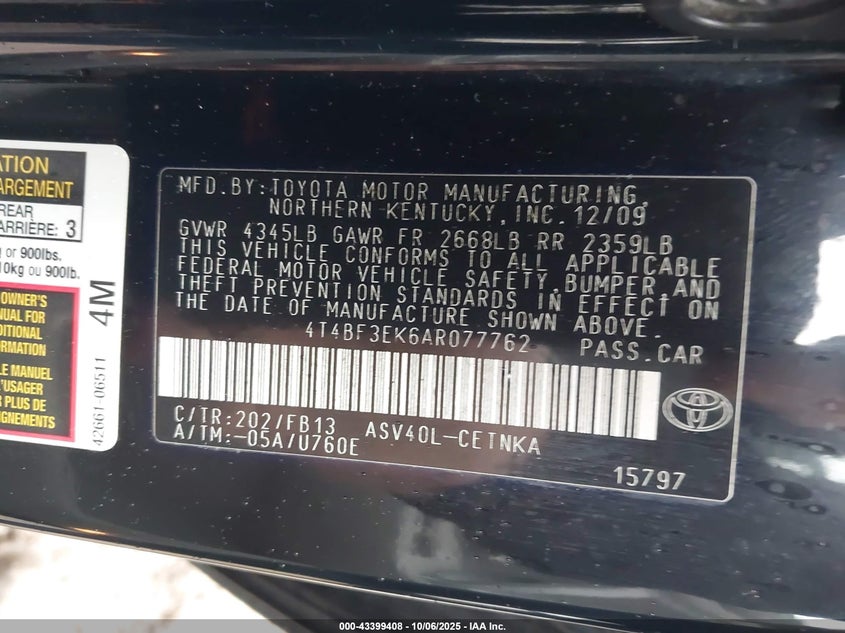 ATION
ARGEMENT
REAR
ARRIÈRE: 3
or 900lbs.
10kg ou 900lb.
OWNER'S
NUAL FOR
DDITIONAL
ORMATION
LE MANUEL
L'USAGER
R PLUS DE
IGNEMENTS
4M
42661-06511
MFD.BY:TOYOTA MOTOR MANUFACTURING,
NORTHERN KENTUCKY,INC.12/09
GVWR 4345LB GAWR FR 2668LB RR 2359LB
THIS VEHICLE CONFORMS TO ALL APPLICABLE
FEDERAL MOTOR VEHICLE SAFETY,BUMPER AND
THEFT PREVENTION STANDARDS IN EFFECT ON
THE DATE OF MANUFACTURE SHOWN ABOVE.
4T4BF3EK6AR077762 PASS.CAR
C/TR:202/FB13 ASV40L-CETNKA
A/TM:-05A/U760E
15797
000-43399408 - 10/06/2025 - IAA Inc.